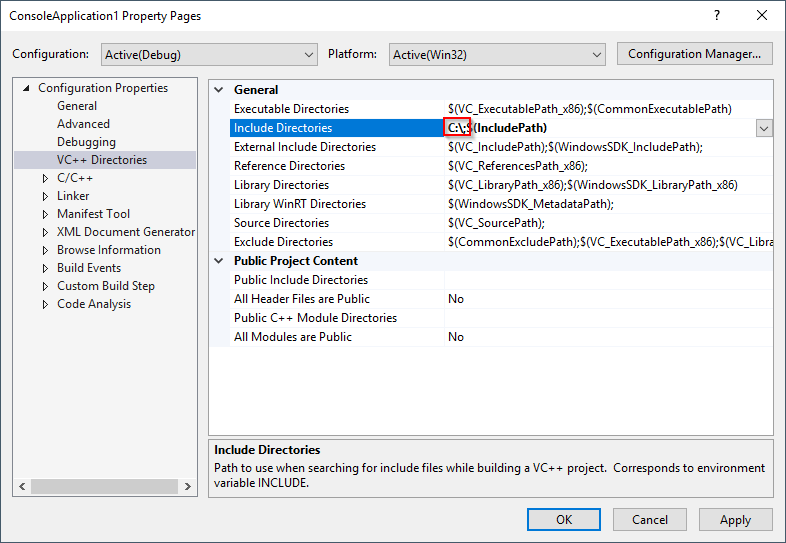 ConsoleApplication1 Property Pages
Configuration: Active(Debug) Platform: Active(Win32) Configuration Manager...
Configuration Properties
General
Advanced
Debugging
VC++ Directories
C/C++
Linker
Manifest Tool
XML Document Generator
Browse Information
Build Events
Custom Build Step
Code Analysis
General
Executable Directories $(VC_ExecutablePath_x86);$(CommonExecutablePath)
Include Directories C:\;$(IncludePath)
External Include Directories $(VC_IncludePath);$(WindowsSDK_IncludePath);
Reference Directories $(VC_ReferencesPath_x86);
Library Directories $(VC_LibraryPath_x86);$(WindowsSDK_LibraryPath_x86)
Library WinRT Directories $(WindowsSDK_MetadataPath);
Source Directories $(VC_SourcePath);
Exclude Directories $(CommonExcludePath);$(VC_ExecutablePath_x86);$(VC_Libra
Public Project Content
Public Include Directories
All Header Files are Public No
Public C++ Module Directories
All Modules are Public No
Include Directories
Path to use when searching for include files while building a VC++ project. Corresponds to environment
variable INCLUDE.
OK Cancel Apply